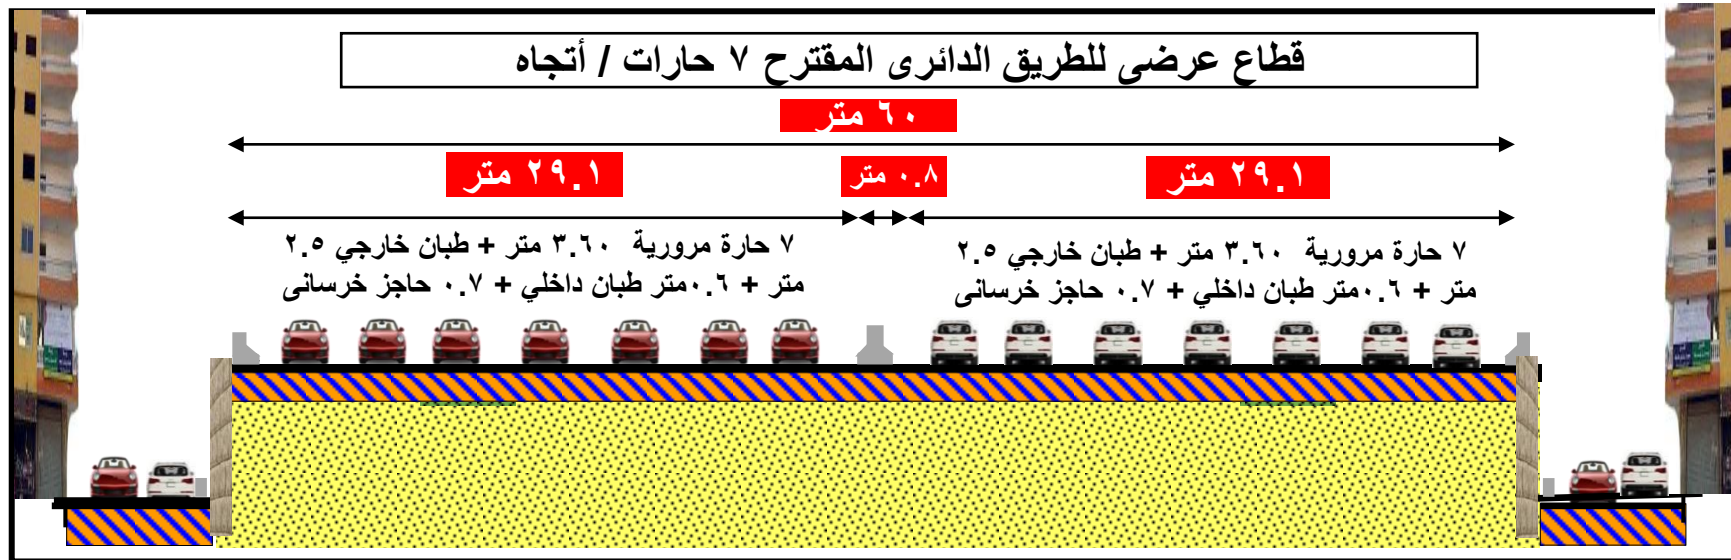 قطاع عرضى للطريق الدائرى المقترح ٧ حارات / أتجاه
٦٠ متر
٢٩.١ متر
٠.٨ متر
٢٩.١ متر
٧ حارة مرورية ٣.٦٠ متر + طبان خارجي ٢.٥
متر + ٠.٦متر طبان داخلي + ٠.٧ حاجز خرسانى
٧ حارة مرورية ٣.٦٠ متر + طبان خارجي ٢.٥
متر + ٠.٦متر طبان داخلي + ٠.٧ حاجز خرسانى